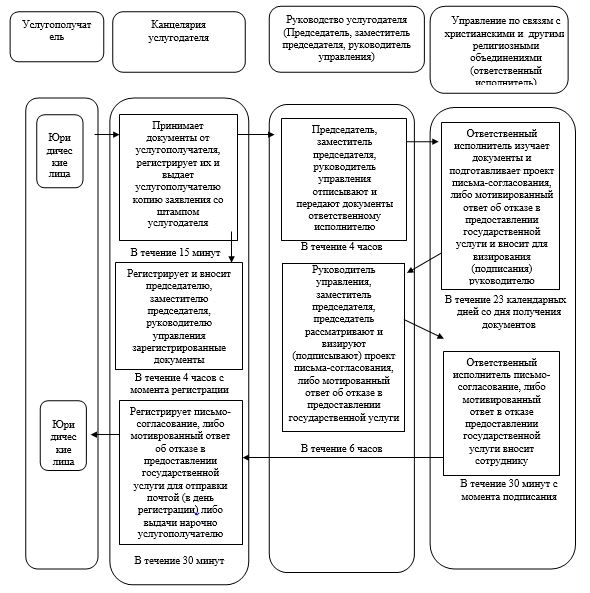 Услугополучат
ель
Канцелярия
услугодателя
Руководство услугодателя
(Председатель, заместитель
председателя, руководитель
управления)
Управление по связям с
христианскими и другими
религиозными
объединениями
(ответственный
исполнитель)
Юри
дичес
кие
лица
Принимает
документы от
услугополучателя,
регистрирует их и
выдает
услугополучателю
копию заявления со
штампом
услугодателя
В течение 15 минут
Регистрирует и вносит
председателю,
заместителю
председателя,
руководителю
управления
зарегистрированные
документы
В течение 4 часов с
момента регистрации
Председатель,
заместитель
председателя,
руководитель
управления
отписывают и
передают документы
ответственному
исполнителю
В течение 4 часов
Ответственный
исполнитель изучает
документы и
подготавливает проект
письма-согласования,
либо мотивированный
ответ об отказе в
предоставлении
государственной
услуги и вносит для
визирования
(подписания)
руководителю
В течение 23 календарных
дней со дня получения
документов
Руководитель
управления,
заместитель
председателя,
председатель
рассматривают и
визируют
(подписывают) проект
письма-согласования,
либо мотированный
ответ об отказе в
предоставлении
государственной услуги
В течение 6 часов
Ответственный
исполнитель письмо-
согласование, либо
мотивированный
ответ в отказе
предоставлении
государственной
услуги вносит
сотруднику
В течение 30 минут с
момента подписания
Регистрирует письмо-
согласование, либо
мотивврованный ответ
об отказе в
предоставлении
государственной
услуги для отправки
почтой (в день
регистрации) либо
выдачи нарочно
услугополучателю
В течение 30 минут
Юри
дичес
кие
лица